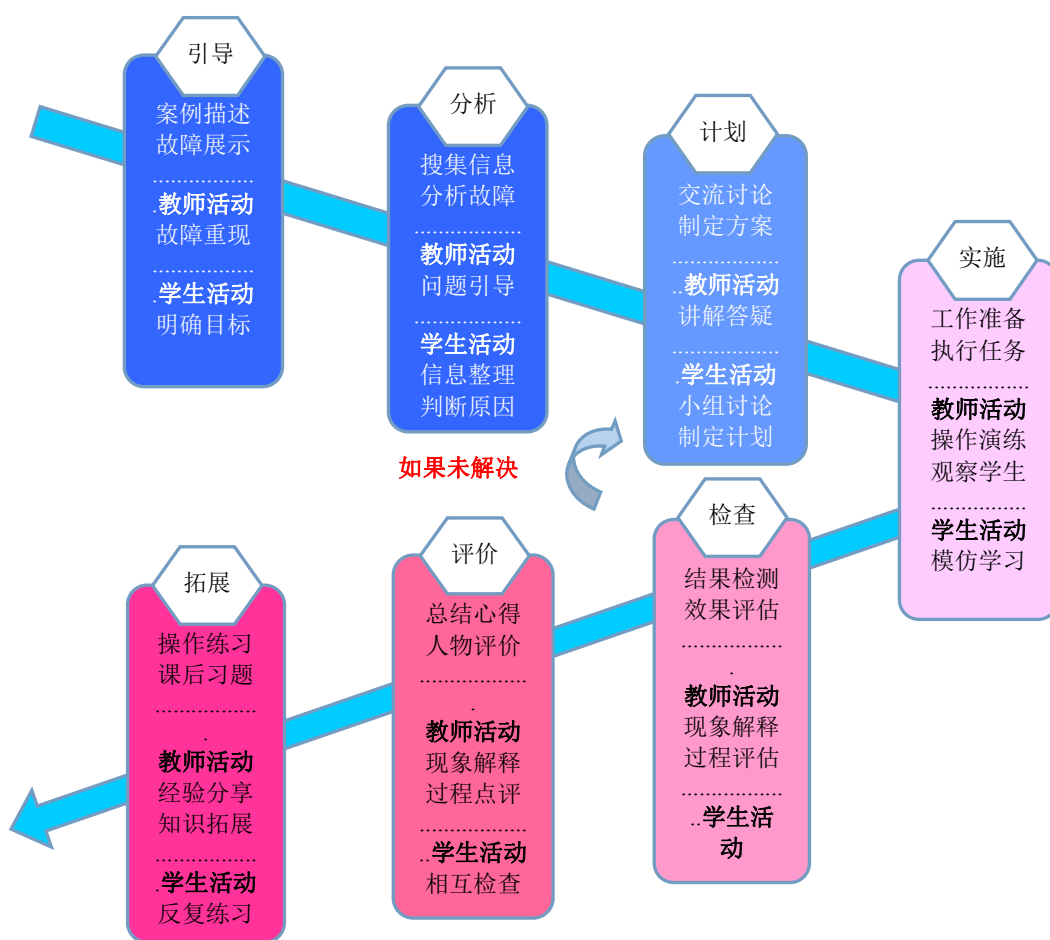 引导
案例描述
故障展示
.................
.教师活动
故障重现
.................
.学生活动
明确目标
分析
搜集信息
分析故障
.................
教师活动
问题引导
.................
学生活动
信息整理
判断原因
计划
交流讨论
制定方案
.................
..教师活动
讲解答疑
.................
.学生活动
小组讨论
制定计划
实施
工作准备
执行任务
.................
教师活动
操作演练
观察学生
.................
学生活动
模仿学习
如果未解决
检查
结果检测
效果评估
.................
.
教师活动
现象解释
过程评估
.................
..学生活
动
评价
总结心得
人物评价
.................
.
教师活动
现象解释
过程点评
.................
..学生活动
相互检查
拓展
操作练习
课后习题
.................
.
教师活动
经验分享
知识拓展
.................
.学生活动
反复练习